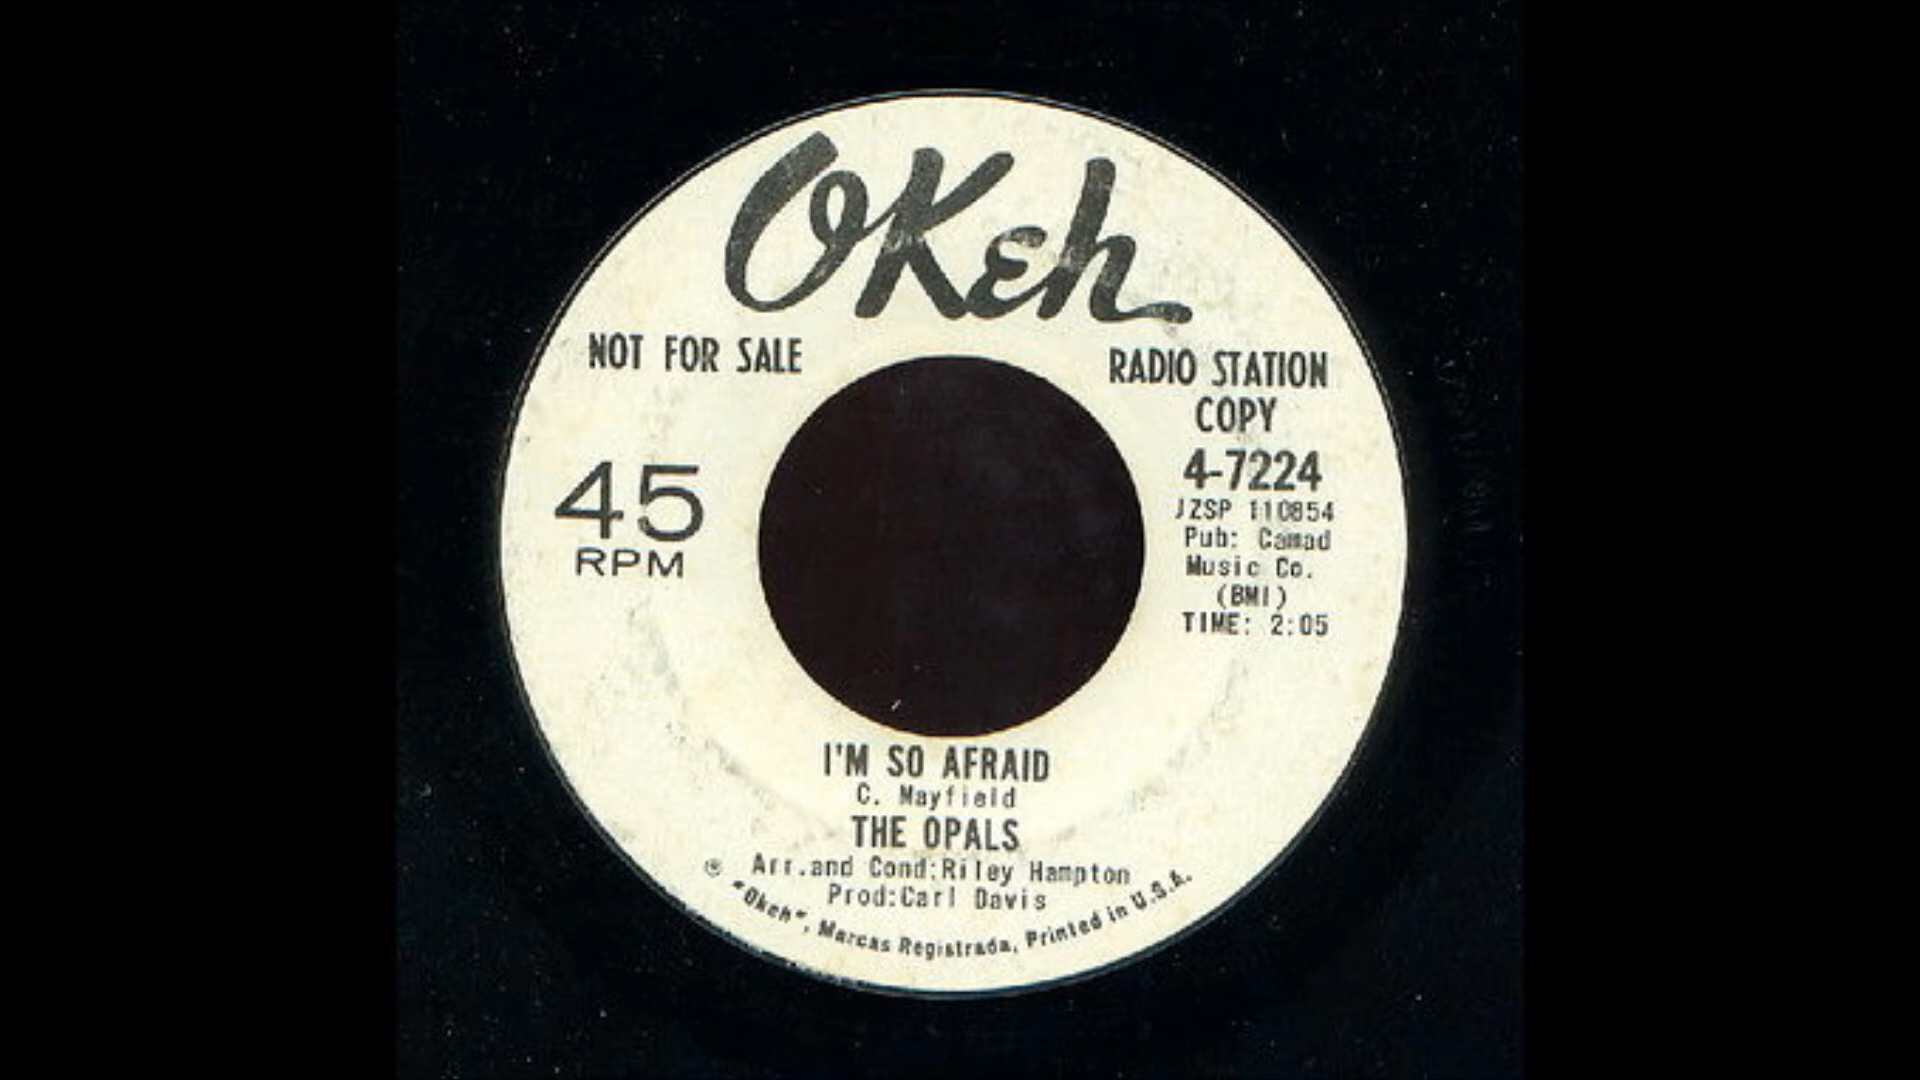 OKeh
NOT FOR SALE
RADIO STATION
COPY
45
RPM
4-7224
JZSP 110854
Pub: Camad
Music Co.
(BMI)
TIME: 2:05
I'M SO AFRAID
C. Mayfield
THE OPALS
Arr.and Cond:Riley Hampton
Prod:Carl Davis
"Okeh", Marcas Registrada. Printed in U.S.A.